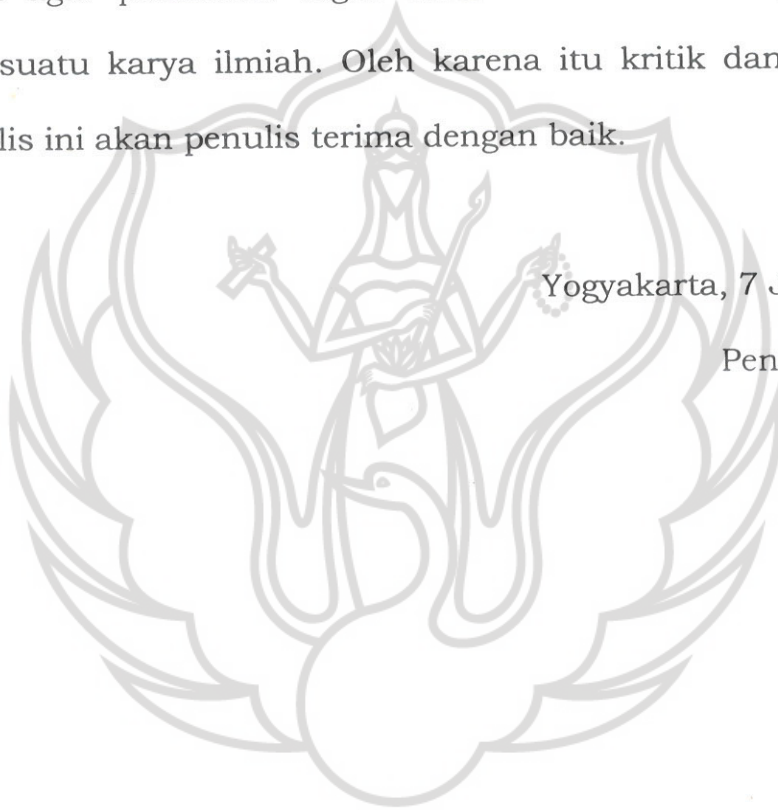 suatu karya ilmiah. Oleh karena itu kritik dan
lis ini akan penulis terima dengan baik.
Yogyakarta, 7 J
Pen